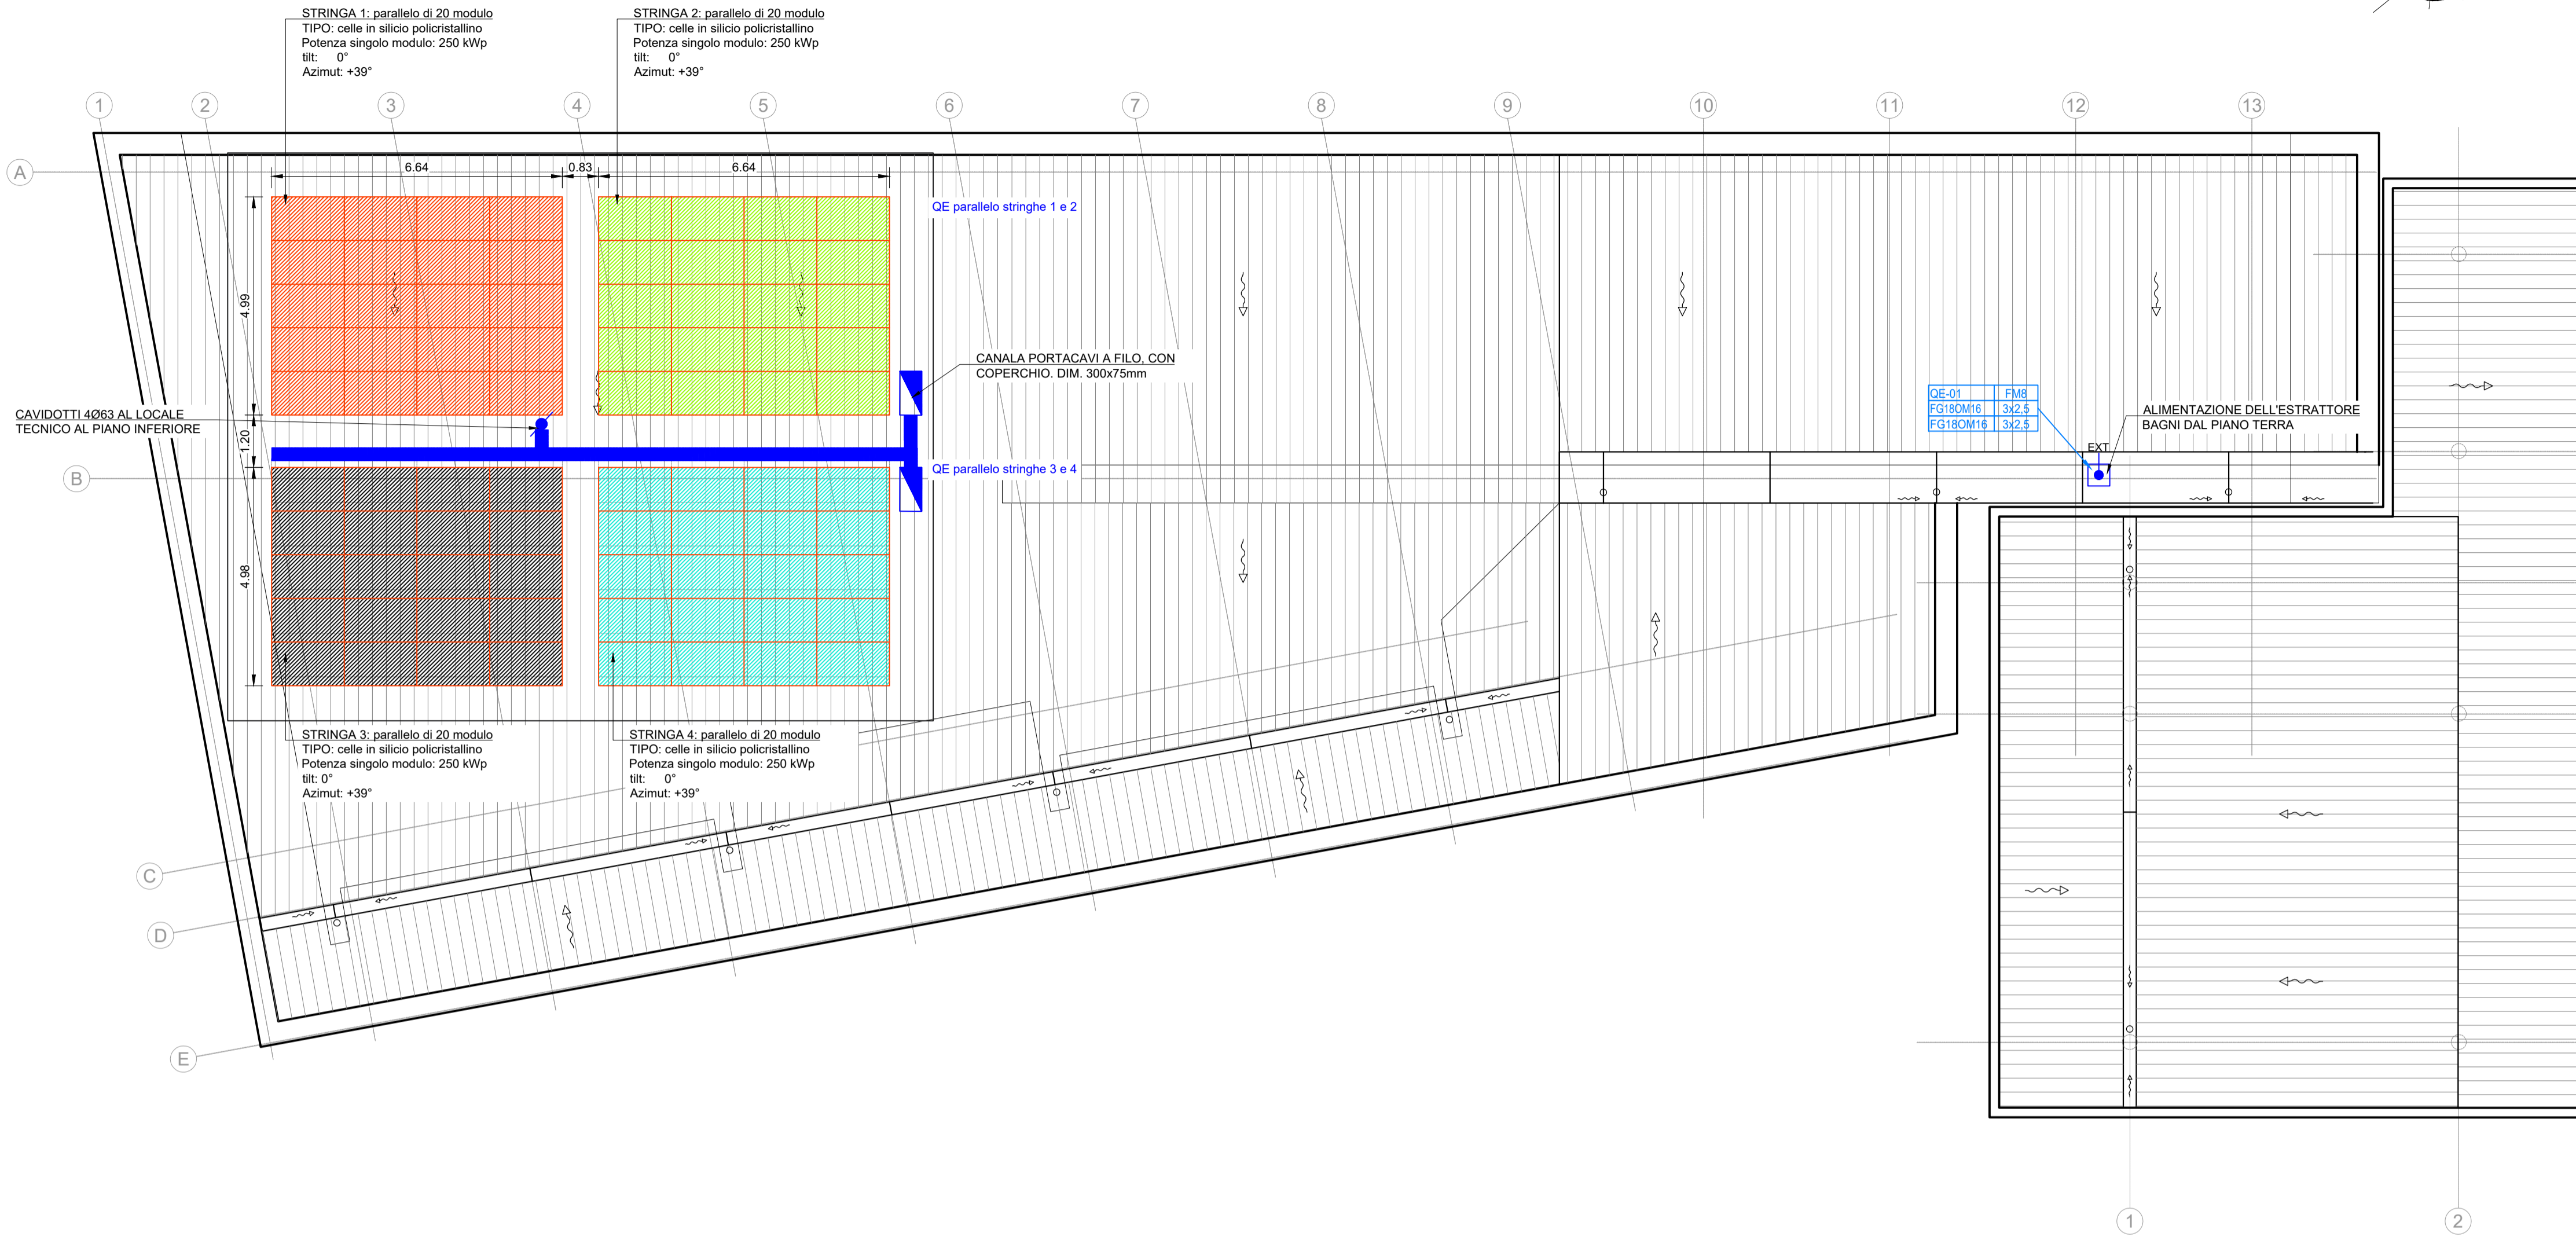 STRINGA 1: parallelo di 20 modulo
TIPO: celle in silicio policristallino
Potenza singolo modulo: 250 kWp
tilt: 0°
Azimut: +39°
STRINGA 2: parallelo di 20 modulo
TIPO: celle in silicio policristallino
Potenza singolo modulo: 250 kWp
tilt: 0°
Azimut: +39°
1
2
3
4
5
6
7
8
9
10
11
12
13
A
6.64
0.83
6.64
QE parallelo stringhe 1 e 2
4.99
CANALA PORTACAVI A FILO, CON
COPERCHIO. DIM. 300x75mm
CAVIDOTTI 4Ø63 AL LOCALE
TECNICO AL PIANO INFERIORE
1.20
QE-01 FM8
FG18OM16 3x2,5
FG18OM16 3x2,5
ALIMENTAZIONE DELL'ESTRATTORE
BAGNI DAL PIANO TERRA
EXT
B
QE parallelo stringhe 3 e 4
4.98
STRINGA 3: parallelo di 20 modulo
TIPO: celle in silicio policristallino
Potenza singolo modulo: 250 kWp
tilt: 0°
Azimut: +39°
STRINGA 4: parallelo di 20 modulo
TIPO: celle in silicio policristallino
Potenza singolo modulo: 250 kWp
tilt: 0°
Azimut: +39°
C
D
E
1
2